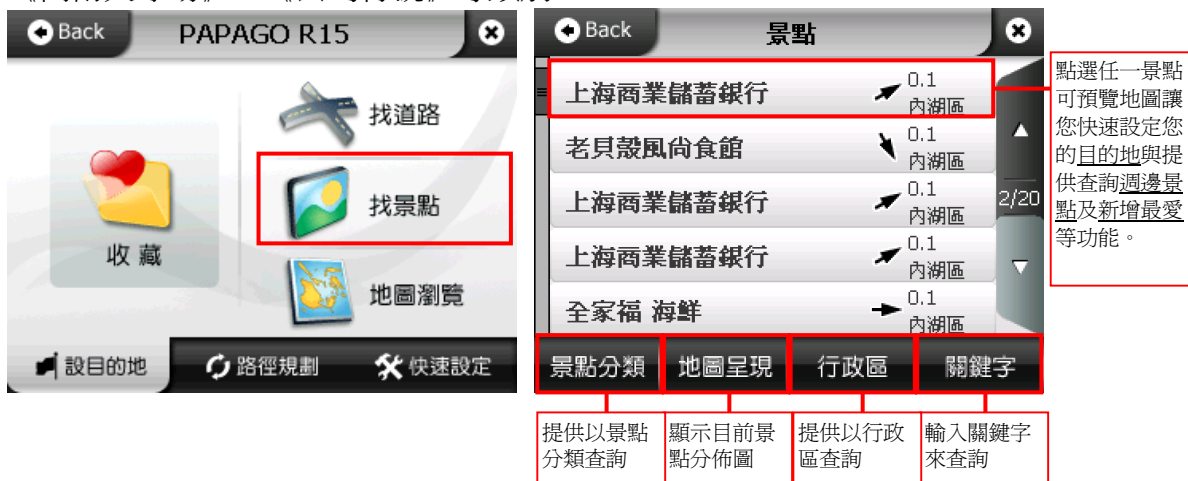 Back
PAPAGO R15
找道路
找景點
收 藏
地圖瀏覽
設目的地
路徑規劃
快速設定
Back
景點
上海商業儲蓄銀行
0.1
內湖區
老貝殼風尚食館
0.1
內湖區
上海商業儲蓄銀行
0.1
內湖區
上海商業儲蓄銀行
0.1
內湖區
全家福 海鮮
0.1
內湖區
2/20
景點分類
地圖呈現
行政區
關鍵字
點選任一景點
可預覽地圖讓
您快速設定您
的目的地與提
供查詢週邊景
點及新增最愛
等功能。
提供以景點
分類查詢
顯示目前景
點分佈圖
提供以行政
區查詢
輸入關鍵字
來查詢